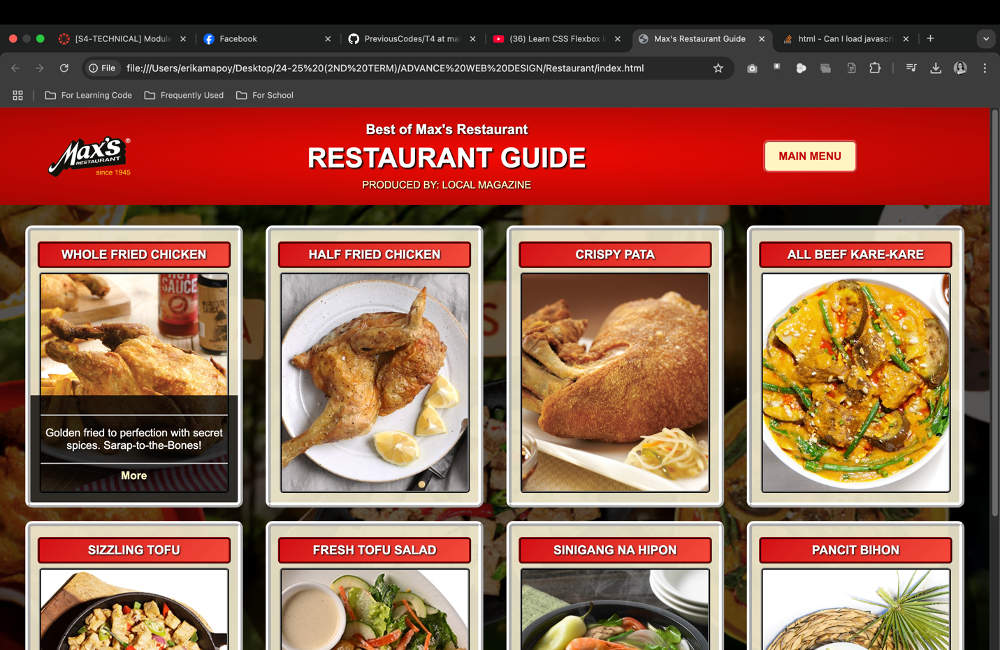 [S4-TECHNICAL] Module
Facebook
PreviousCodes/T4 at mai
(36) Learn CSS Flexbox i
Max's Restaurant Guide
html - Can I load javascri
File
file:///Users/erikamapoy/Desktop/24-25%20(2ND%20TERM)/ADVANCE%20WEB%20DESIGN/Restaurant/index.html
For Learning Code
Frequently Used
For School
Max's®
RESTAURANT
since 1945
Best of Max's Restaurant
RESTAURANT GUIDE
PRODUCED BY: LOCAL MAGAZINE
MAIN MENU
WHOLE FRIED CHICKEN
HALF FRIED CHICKEN
CRISPY PATA
ALL BEEF KARE-KARE
SAUCE
Golden fried to perfection with secret
spices. Sarap-to-the-Bones!
More
SIZZLING TOFU
FRESH TOFU SALAD
SINIGANG NA HIPON
PANCIT BIHON